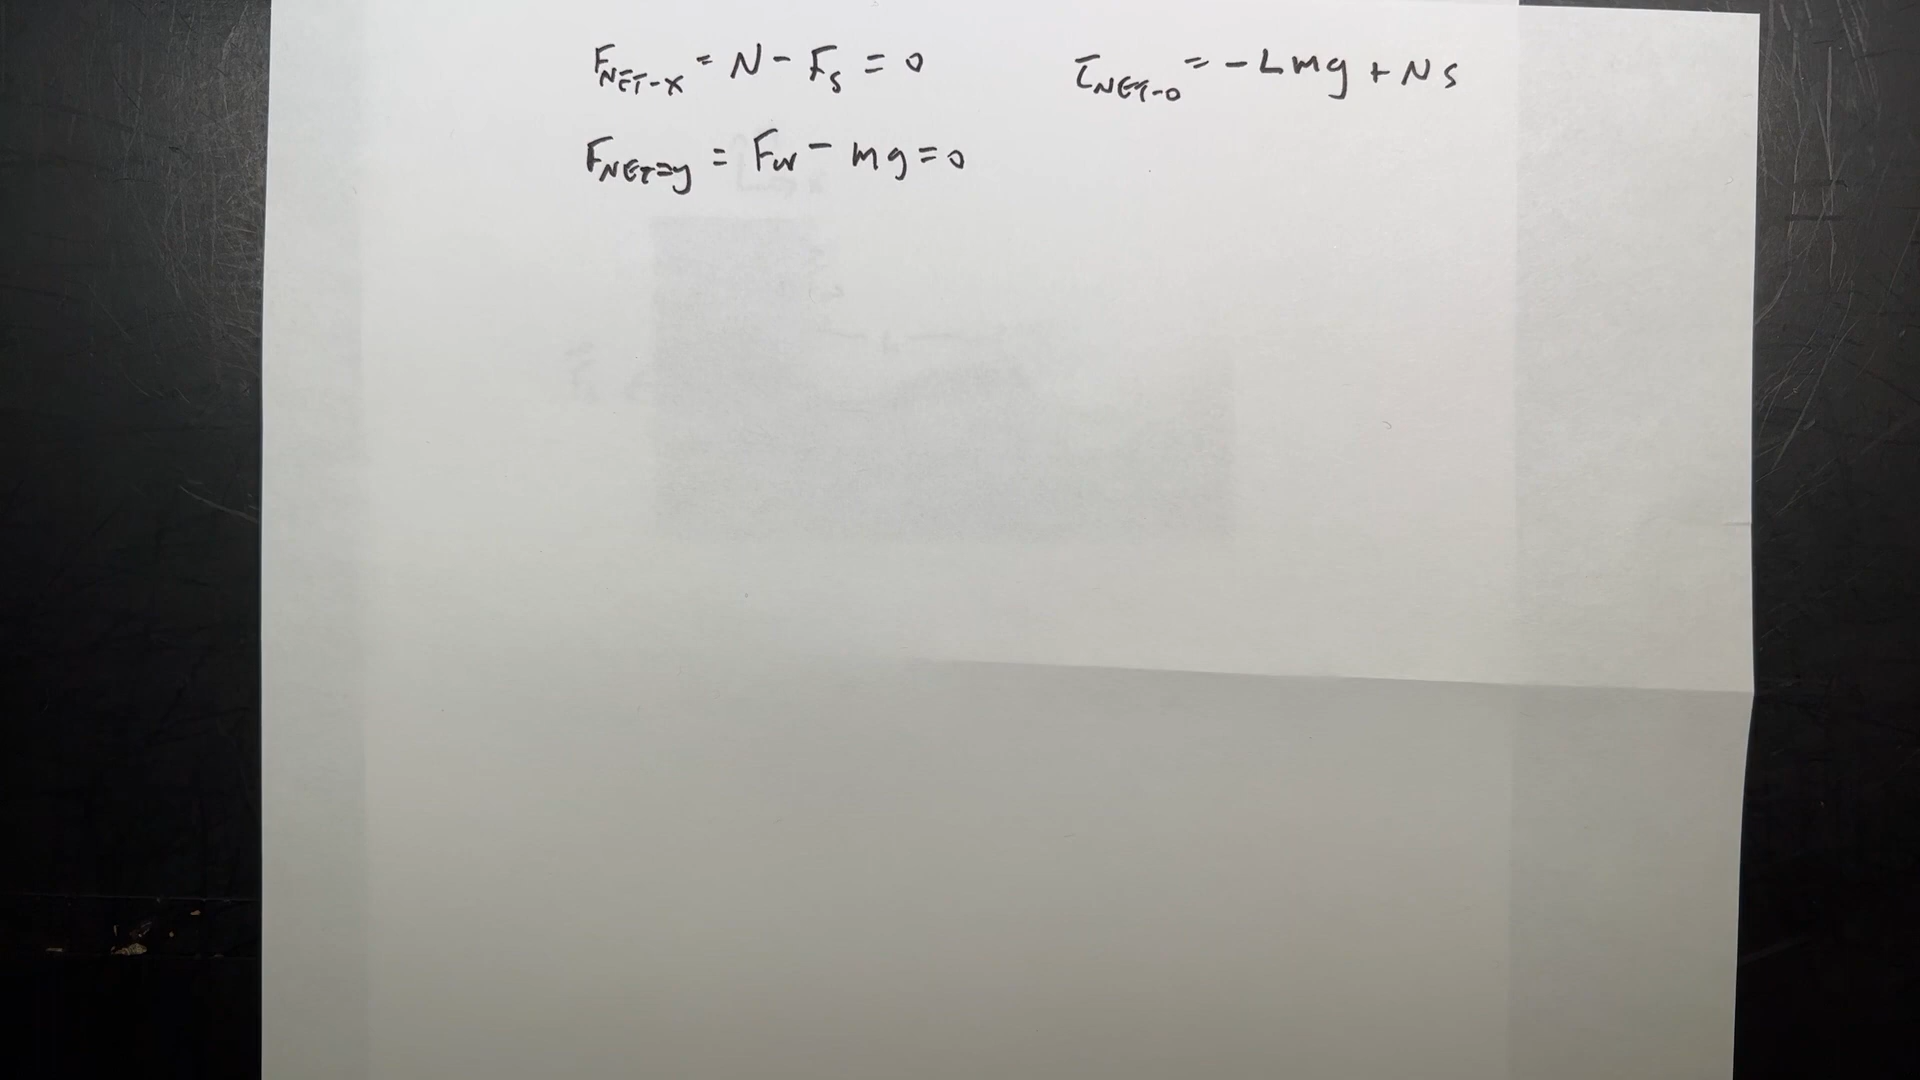 F_NET-x = N - F_s = 0
τ_NET-0 = -Lmg + NS
F_NET=y = F_W - mg = 0